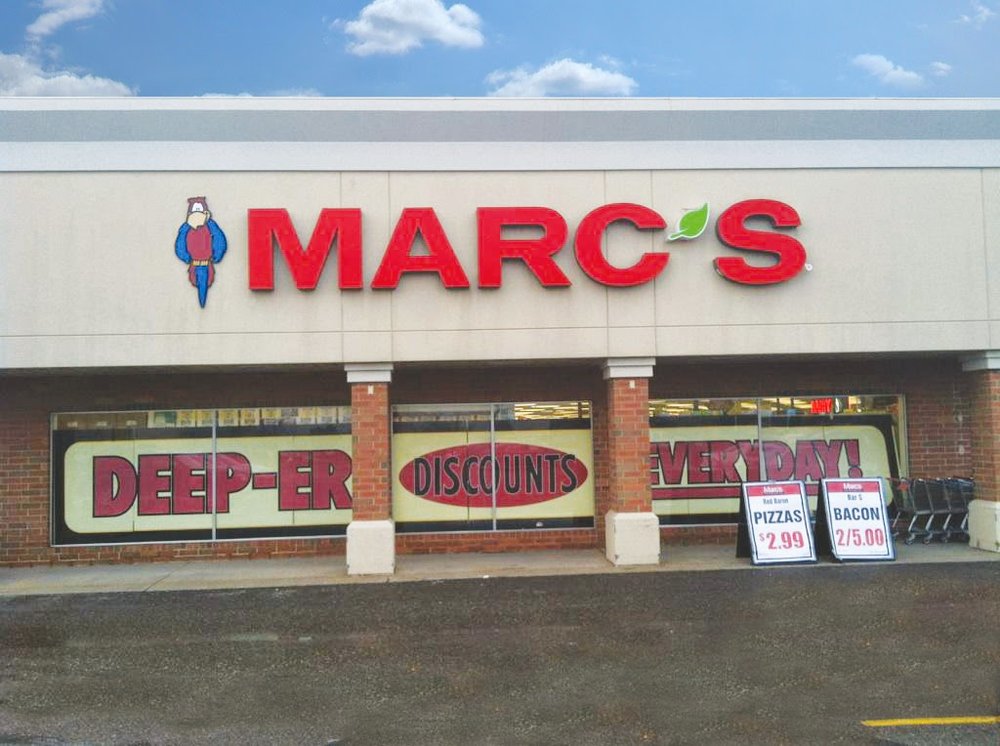 MARC'S
DEEP-ER DISCOUNTS EVERYDAY!
Marc's
Red Baron
PIZZAS
$2.99
Marc's
Bar S
BACON
2/5.00